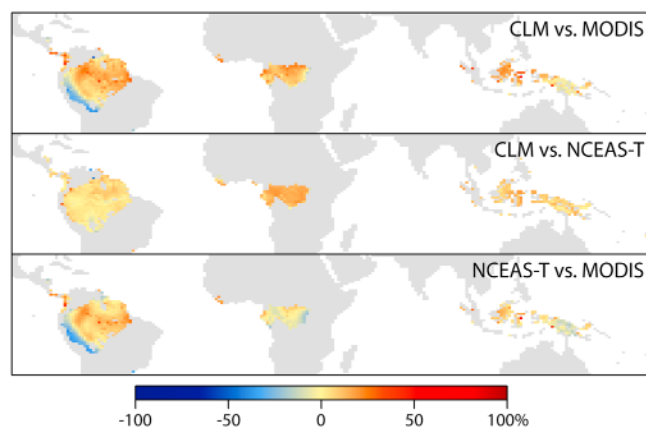 CLM vs. MODIS
CLM vs. NCEAS-T
NCEAS-T vs. MODIS
-100 -50 0 50 100%